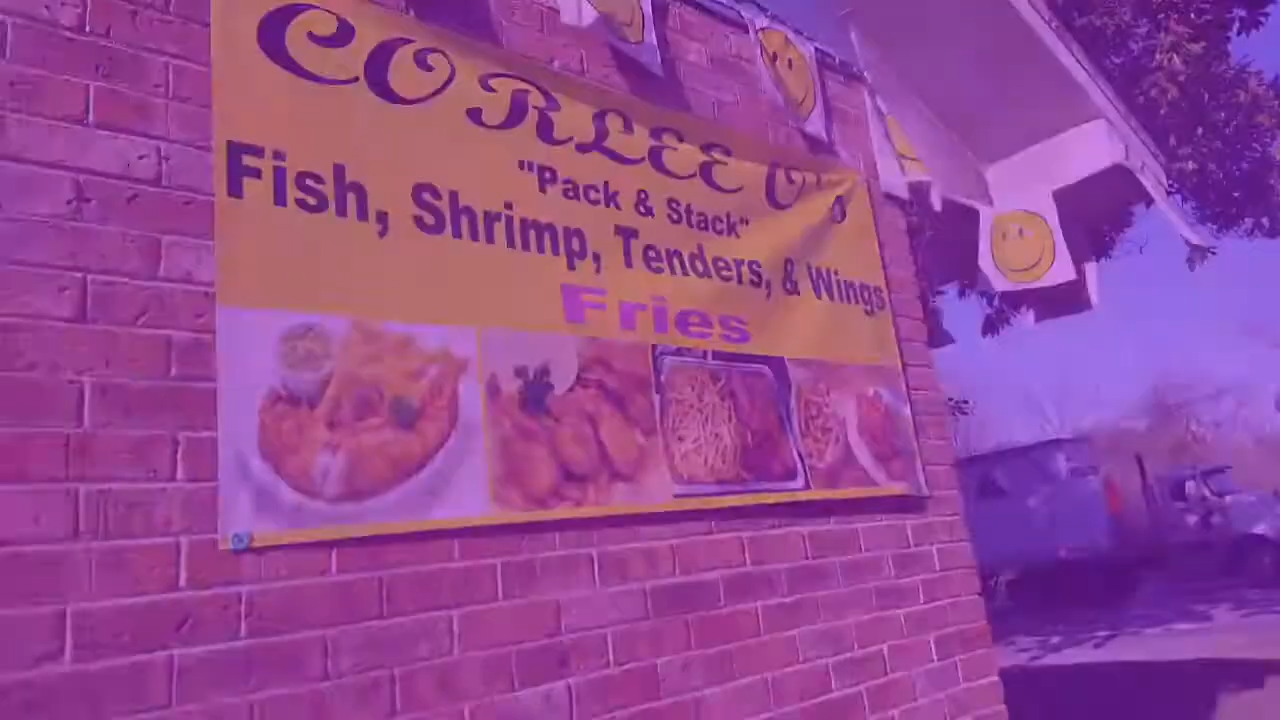 CORLEE O's
"Pack & Stack"
Fish, Shrimp, Tenders, & Wings
Fries